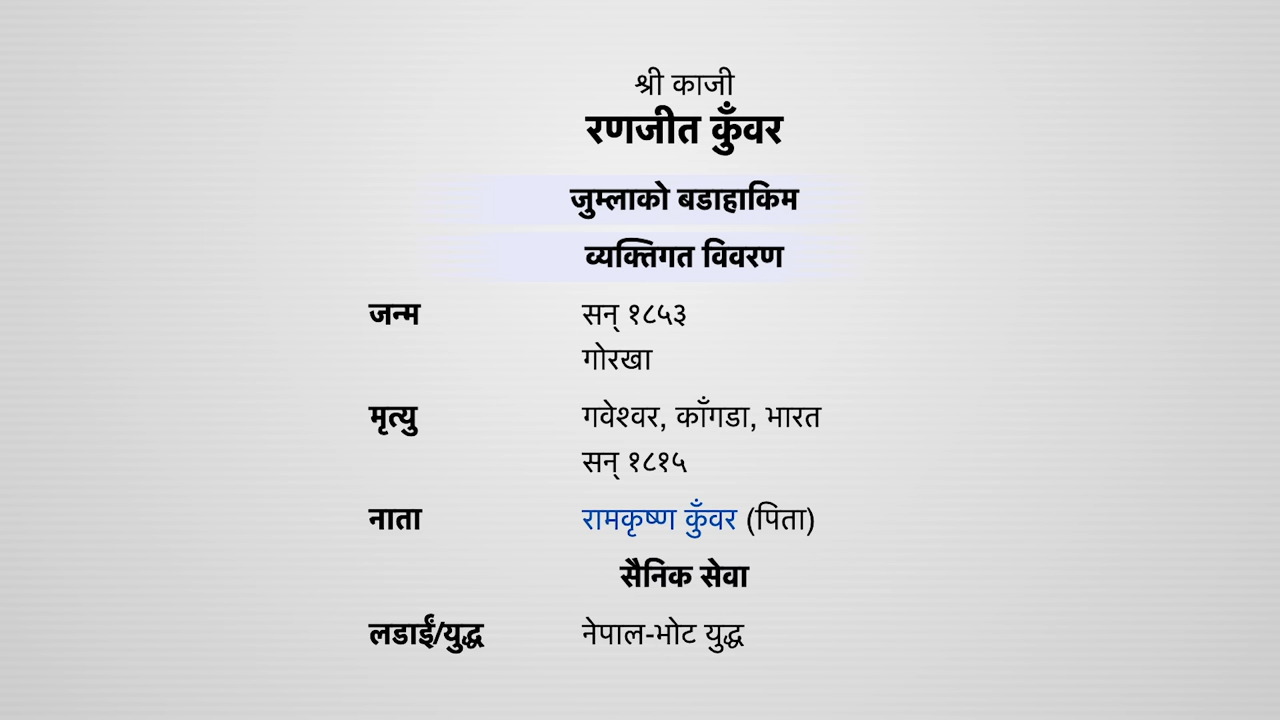 श्री काजी
रणजीत कुँवर
जुम्लाको बडाहाकिम
व्यक्तिगत विवरण
जन्म सन् १८५३
गोरखा
मृत्यु गवेश्वर, काँगडा, भारत
सन् १८१५
नाता रामकृष्ण कुँवर (पिता)
सैनिक सेवा
लडाईं/युद्ध नेपाल-भोट युद्ध